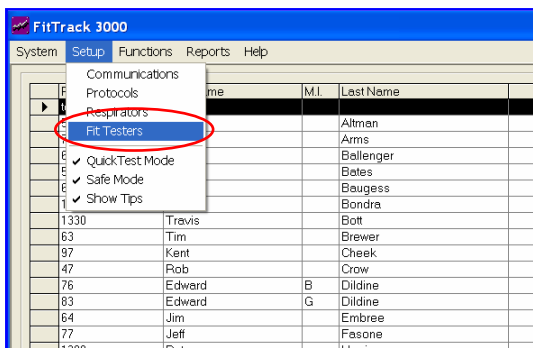 FitTrack 3000
System Setup Functions Reports Help
Communications
Protocols
Respirators
Fit Testers
QuickTest Mode
Safe Mode
Show Tips
M.I. Last Name
Altman
Arms
Ballenger
Bates
Baugess
Bondra
1330 Travis Bott
63 Tim Brewer
97 Kent Cheek
47 Rob Crow
76 Edward B Dildine
83 Edward G Dildine
64 Jim Embree
77 Jeff Fasone